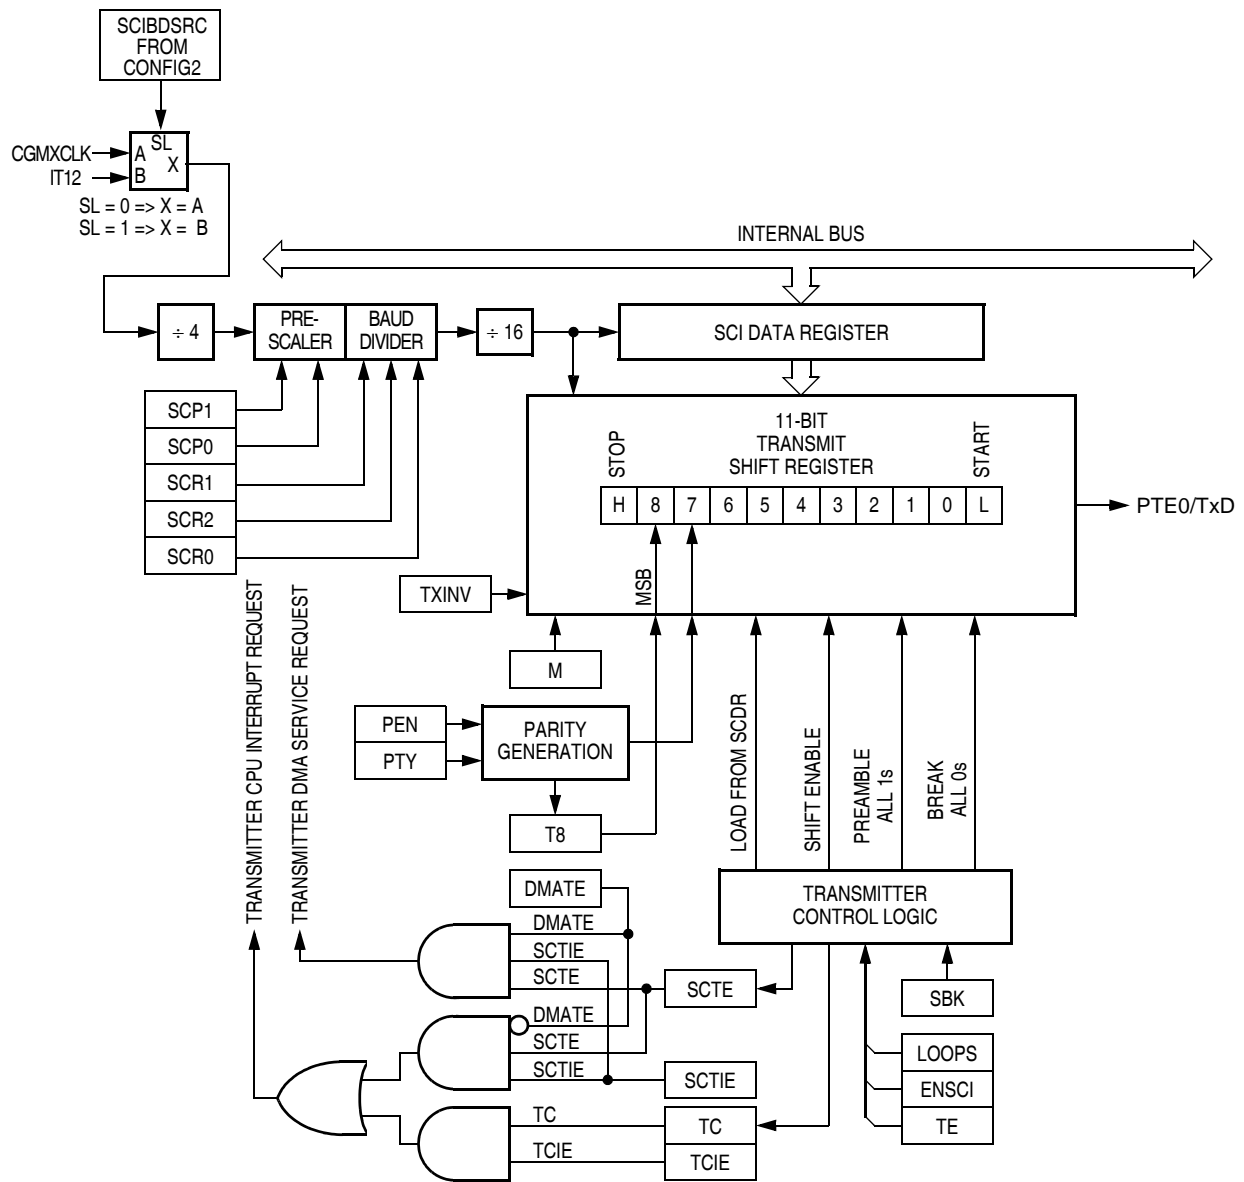 SCIBDSRC
FROM
CONFIG2
SL
CGMXCLK
A
X
IT12
B
SL = 0 => X = A
SL = 1 => X = B
INTERNAL BUS
÷ 4
PRE-
SCALER
BAUD
DIVIDER
÷ 16
SCI DATA REGISTER
SCP1
SCP0
SCR1
SCR2
SCR0
11-BIT
TRANSMIT
SHIFT REGISTER
STOP
START
H 8 7 6 5 4 3 2 1 0 L
PTE0/TxD
MSB
TXINV
M
PEN
PTY
PARITY
GENERATION
T8
TRANSMITTER CPU INTERRUPT REQUEST
TRANSMITTER DMA SERVICE REQUEST
LOAD FROM SCDR
SHIFT ENABLE
PREAMBLE
ALL 1s
BREAK
ALL 0s
TRANSMITTER
CONTROL LOGIC
DMATE
DMATE
SCTIE
SCTE
SCTE
SBK
DMATE
SCTE
SCTIE
SCTIE
LOOPS
ENSCI
TE
TC
TC
TCIE
TCIE